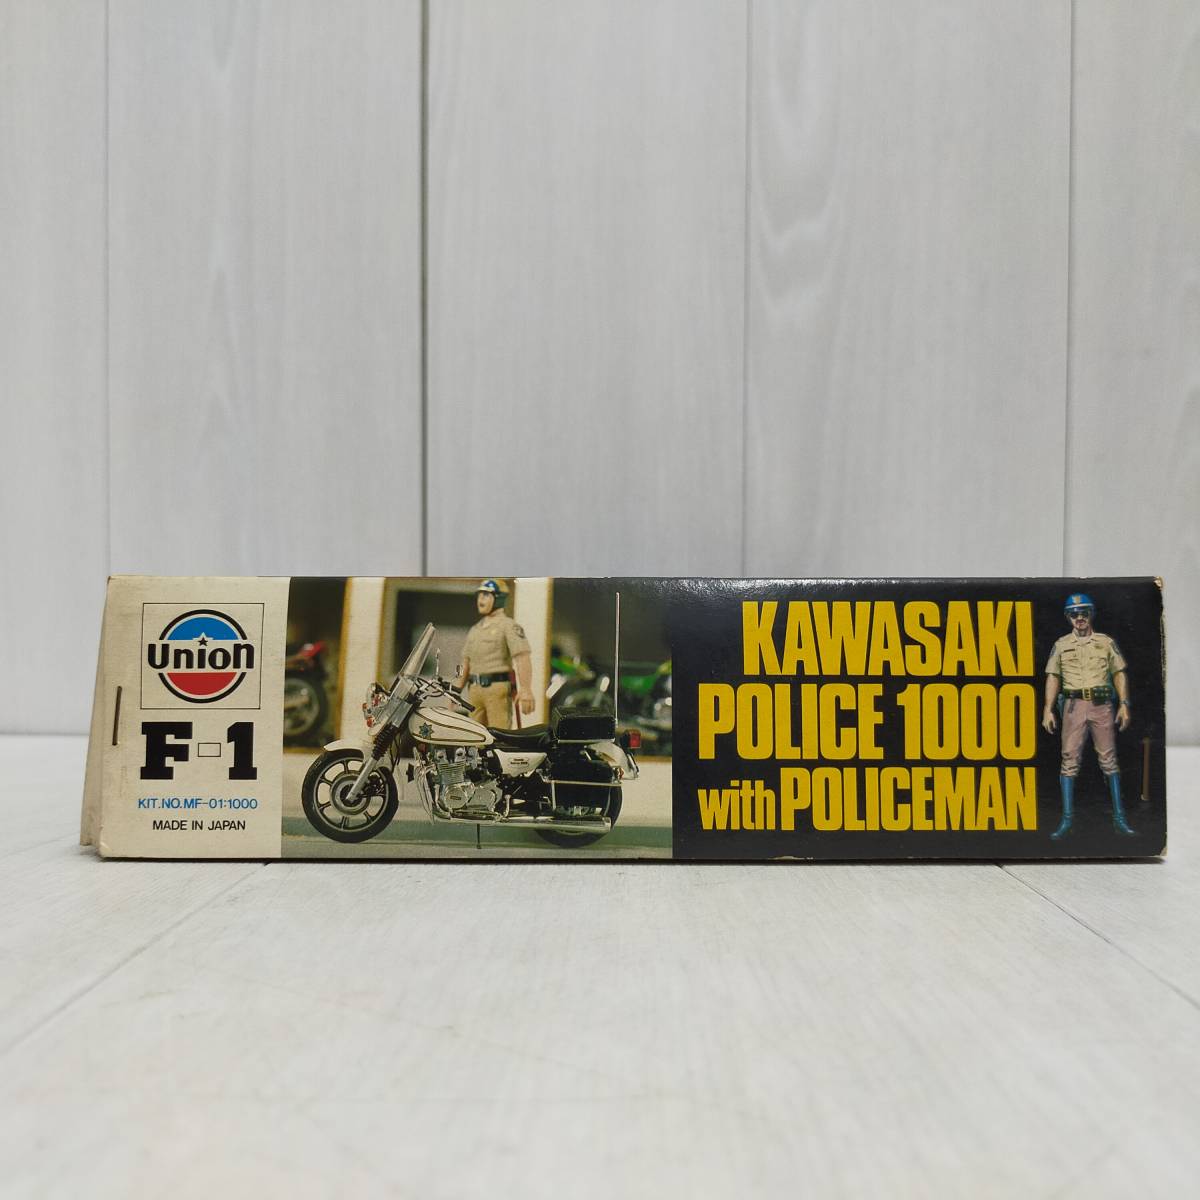 Union
F-1
KIT.NO.MF-01:1000
MADE IN JAPAN
KAWASAKI
POLICE 1000
with POLICEMAN